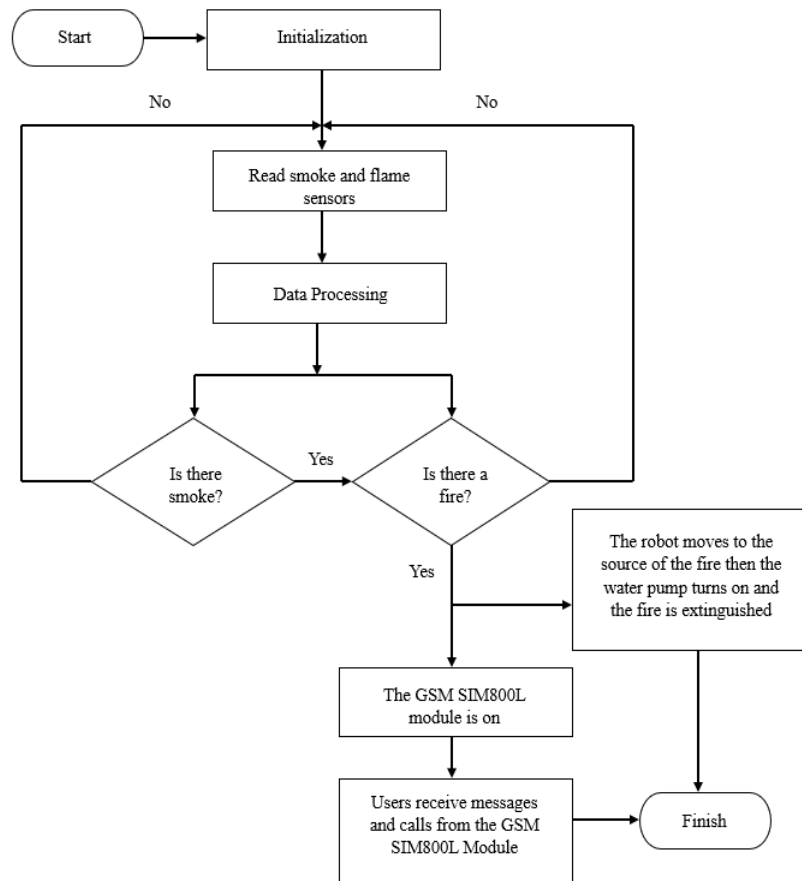 Start
Initialization
No
No
Read smoke and flame
sensors
Data Processing
Is there
smoke?
Yes
Is there a
fire?
Yes
The robot moves to the
source of the fire then the
water pump turns on and
the fire is extinguished
The GSM SIM800L
module is on
Users receive messages
and calls from the GSM
SIM800L Module
Finish